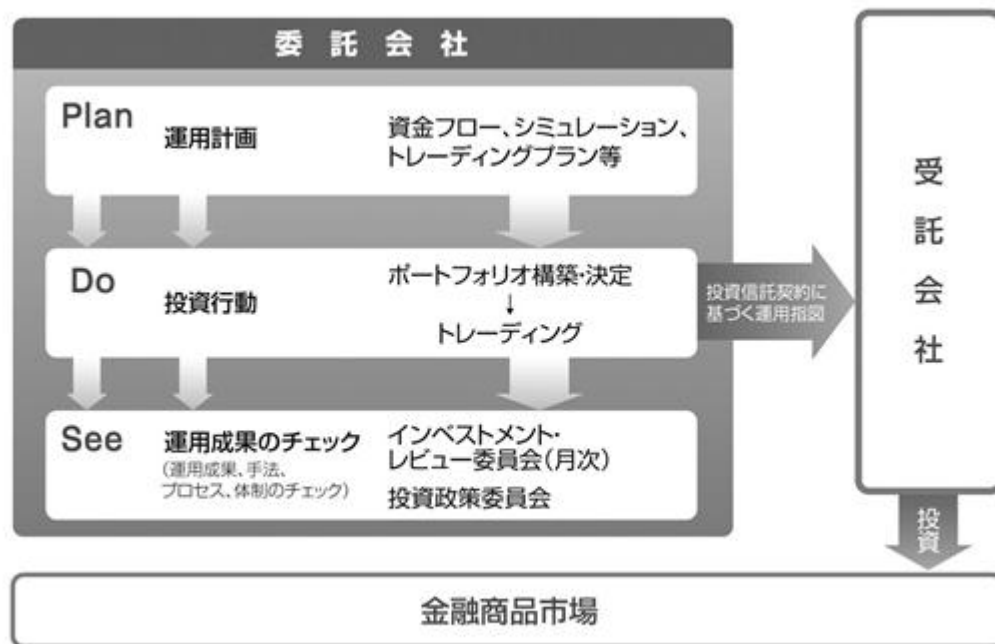 委託会社
Plan
運用計画
資金フロー、シミュレーション、
トレーディングプラン等
Do
投資行動
ポートフォリオ構築・決定
↓
トレーディング
See
運用成果のチェック
(運用成果、手法、
プロセス、体制のチェック)
インベストメント・
レビュー委員会(月次)
投資政策委員会
投資信託契約に
基づく運用指図
受託会社
投資
金融商品市場